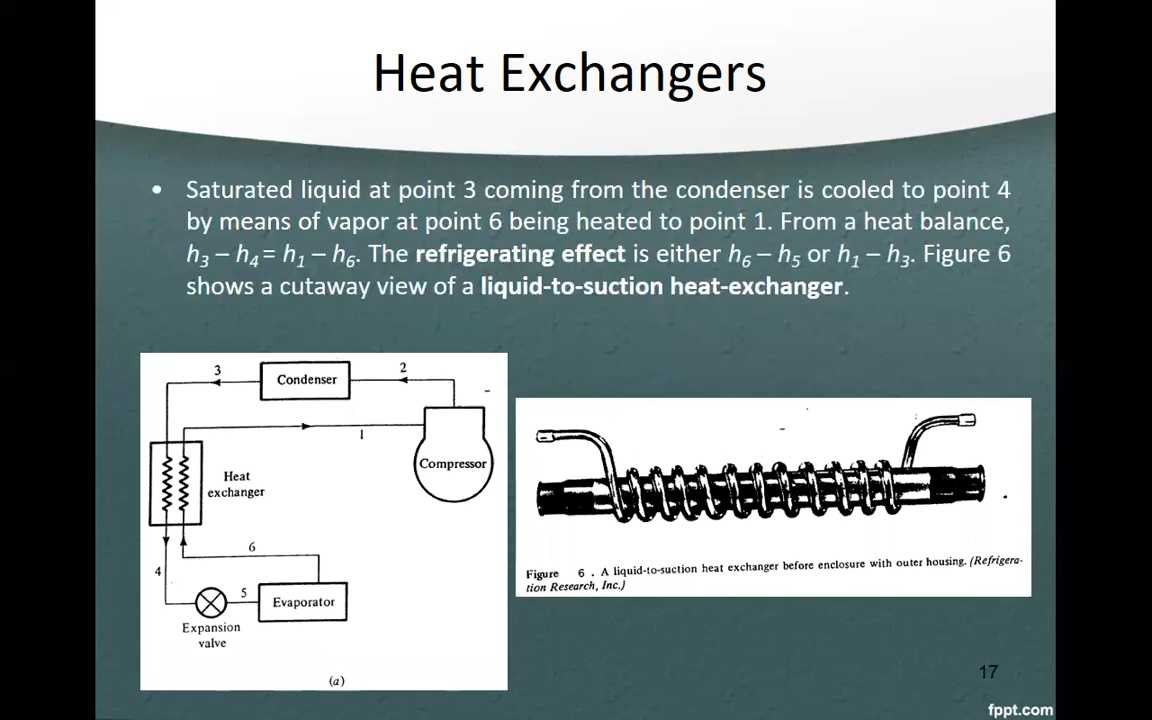 Heat Exchangers
• Saturated liquid at point 3 coming from the condenser is cooled to point 4
by means of vapor at point 6 being heated to point 1. From a heat balance,
h3 – h4 = h1 – h6. The refrigerating effect is either h6 – h5 or h1 – h3. Figure 6
shows a cutaway view of a liquid-to-suction heat-exchanger.
3
2
Condenser
1
Compressor
Heat
exchanger
6
4
5
Evaporator
Expansion
valve
(a)
Figure 6 . A liquid-to-suction heat exchanger before enclosure with outer housing. (Refrigera-
tion Research, Inc.)
17
fppt.com